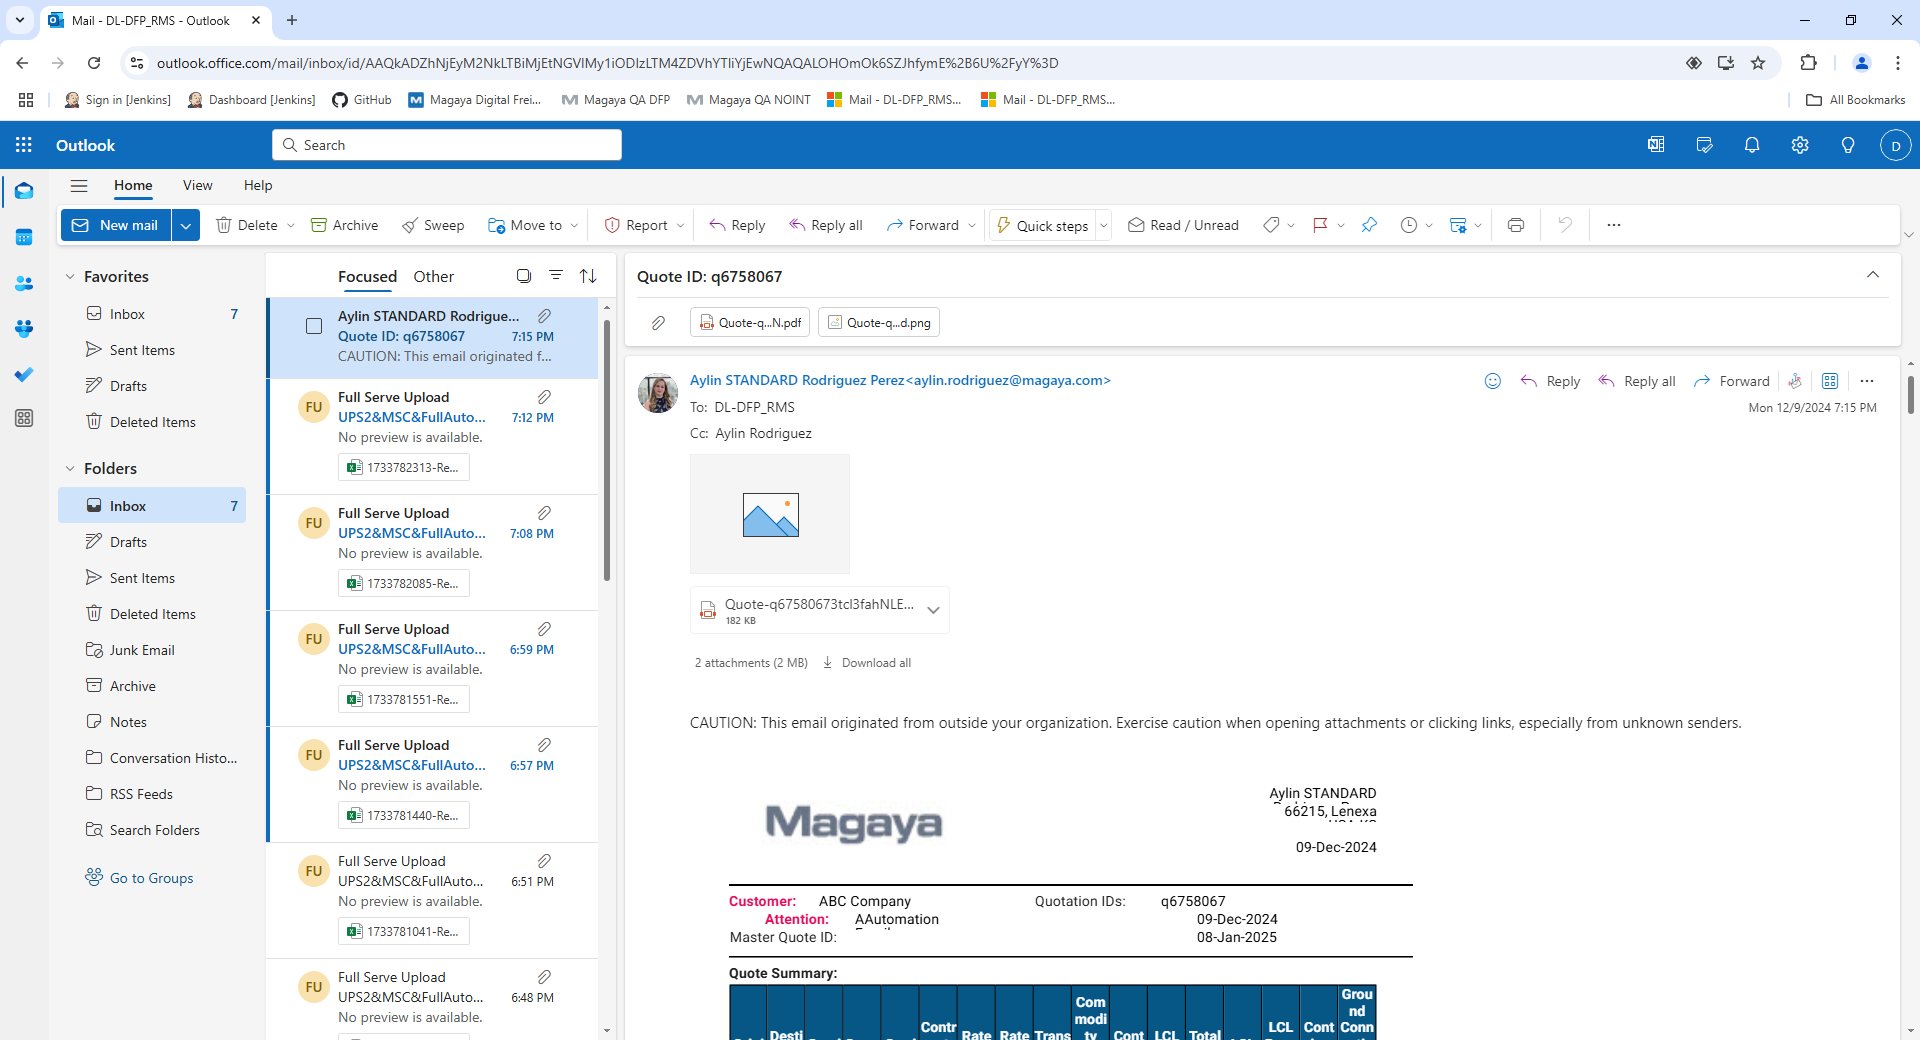 Mail - DL-DFP_RMS - Outlook
outlook.office.com/mail/inbox/id/AAQkADZhNjEyM2NkLTBiMjEtNGVlMy1iODIzLTM4ZDVhYTliYjEwNQAQALOHOmOk6SZJhfymE%2B6U%2FyY%3D
Sign in [Jenkins]
Dashboard [Jenkins]
GitHub
Magaya Digital Frei...
Magaya QA DFP
Magaya QA NOINT
Mail - DL-DFP_RMS...
Mail - DL-DFP_RMS...
All Bookmarks
Outlook
Search
D
Home
View
Help
New mail
Delete
Archive
Sweep
Move to
Report
Reply
Reply all
Forward
Quick steps
Read / Unread
Favorites
Inbox 7
Sent Items
Drafts
Deleted Items
Folders
Inbox 7
Drafts
Sent Items
Deleted Items
Junk Email
Archive
Notes
Conversation Histo...
RSS Feeds
Search Folders
Go to Groups
Focused
Other
Aylin STANDARD Rodrigue...
Quote ID: q6758067 7:15 PM
CAUTION: This email originated f...
FU
Full Serve Upload
UPS2&MSC&FullAuto... 7:12 PM
No preview is available.
1733782313-Re...
FU
Full Serve Upload
UPS2&MSC&FullAuto... 7:08 PM
No preview is available.
1733782085-Re...
FU
Full Serve Upload
UPS2&MSC&FullAuto... 6:59 PM
No preview is available.
1733781551-Re...
FU
Full Serve Upload
UPS2&MSC&FullAuto... 6:57 PM
No preview is available.
1733781440-Re...
FU
Full Serve Upload
UPS2&MSC&FullAuto... 6:51 PM
No preview is available.
1733781041-Re...
FU
Full Serve Upload
UPS2&MSC&FullAuto... 6:48 PM
No preview is available.
Quote ID: q6758067
Quote-q...N.pdf
Quote-q...d.png
Aylin STANDARD Rodriguez Perez<aylin.rodriguez@magaya.com>
Reply
Reply all
Forward
To: DL-DFP_RMS
Mon 12/9/2024 7:15 PM
Cc: Aylin Rodriguez
Quote-q67580673tcl3fahNLE...
182 KB
2 attachments (2 MB)
Download all
CAUTION: This email originated from outside your organization. Exercise caution when opening attachments or clicking links, especially from unknown senders.
Magaya
Aylin STANDARD
66215, Lenexa
09-Dec-2024
Customer: ABC Company
Quotation IDs: q6758067
Attention: AAutomation
09-Dec-2024
Master Quote ID:
08-Jan-2025
Quote Summary:
Desti
Contr
Rate
Rate
Trans
Com
modi
ty
Cont
LCL
Total
LCL
Cont
Grou
nd
Conn